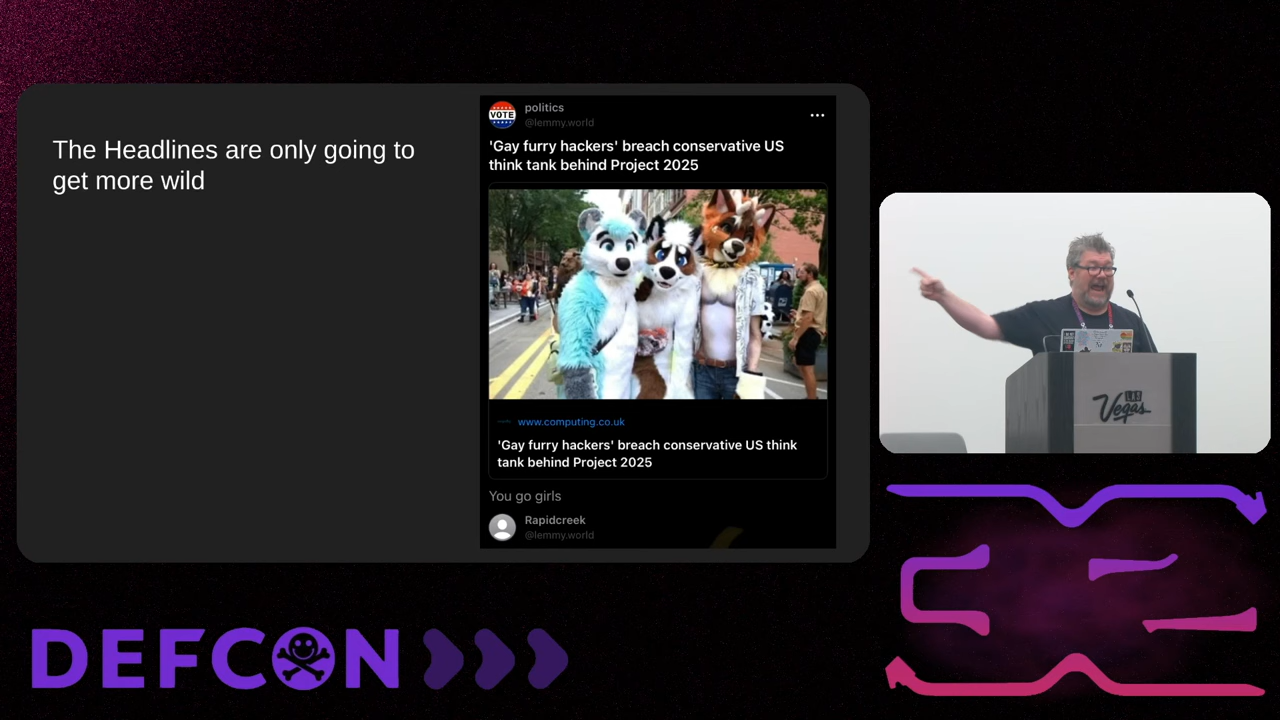 The Headlines are only going to
get more wild
VOTE
politics
@lemmy.world
'Gay furry hackers' breach conservative US
think tank behind Project 2025
www.computing.co.uk
'Gay furry hackers' breach conservative US think
tank behind Project 2025
You go girls
Rapidcreek
@lemmy.world
LAS
Vegas
DEFCON